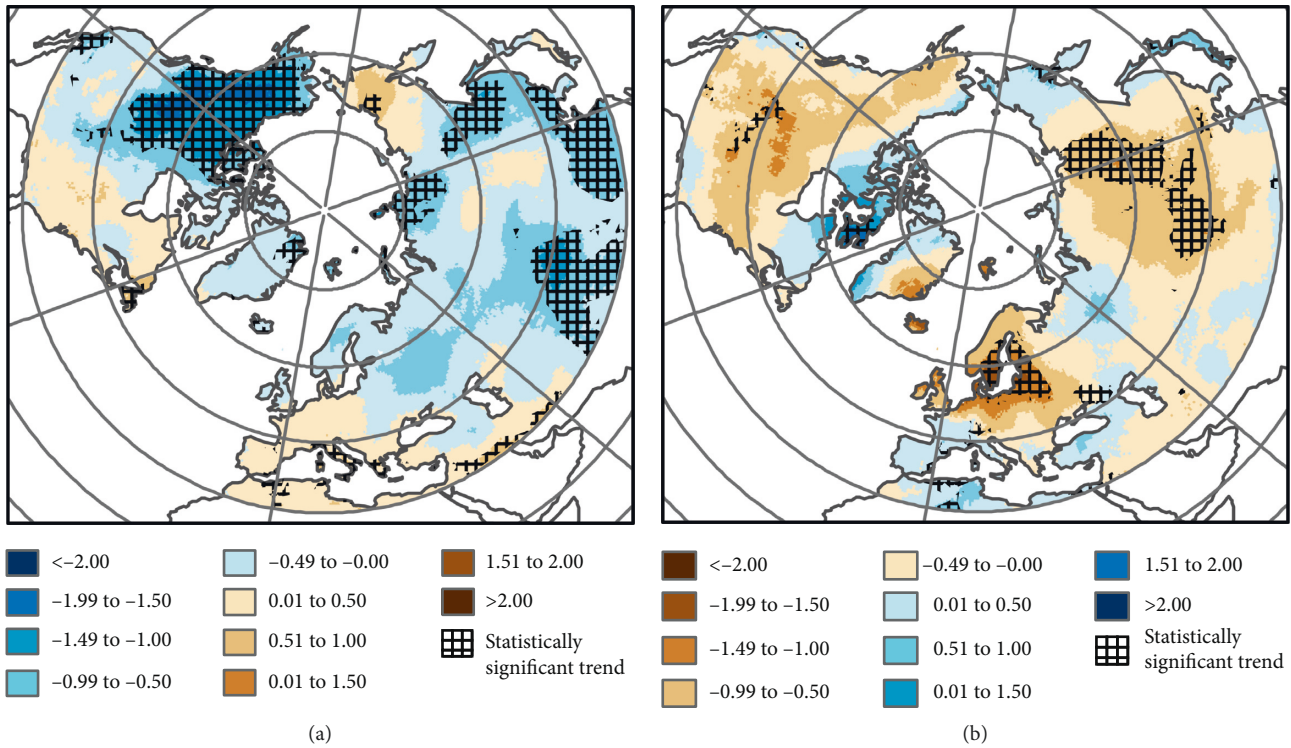 <–2.00
–1.99 to –1.50
–1.49 to –1.00
–0.99 to –0.50
–0.49 to –0.00
0.01 to 0.50
0.51 to 1.00
0.01 to 1.50
1.51 to 2.00
>2.00
Statistically
significant trend
(a)
<–2.00
–1.99 to –1.50
–1.49 to –1.00
–0.99 to –0.50
–0.49 to –0.00
0.01 to 0.50
0.51 to 1.00
0.01 to 1.50
1.51 to 2.00
>2.00
Statistically
significant trend
(b)